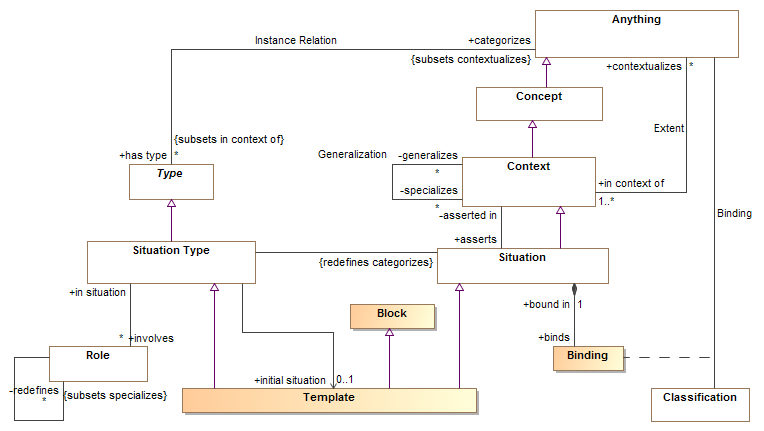 Anything
Instance Relation
+categorizes
{subsets contextualizes}
+contextualizes
*
Concept
Extent
{subsets in context of}
+has type
*
Generalization
-generalizes
*
Context
Type
-specializes
*
+in context of
1..*
-asserted in
Binding
+asserts
Situation Type
Situation
{redefines categorizes}
+in situation
+bound in
1
Block
*
+involves
+binds
Role
Binding
-redefines
*
{subsets specializes}
+initial situation
0..1
Template
Classification